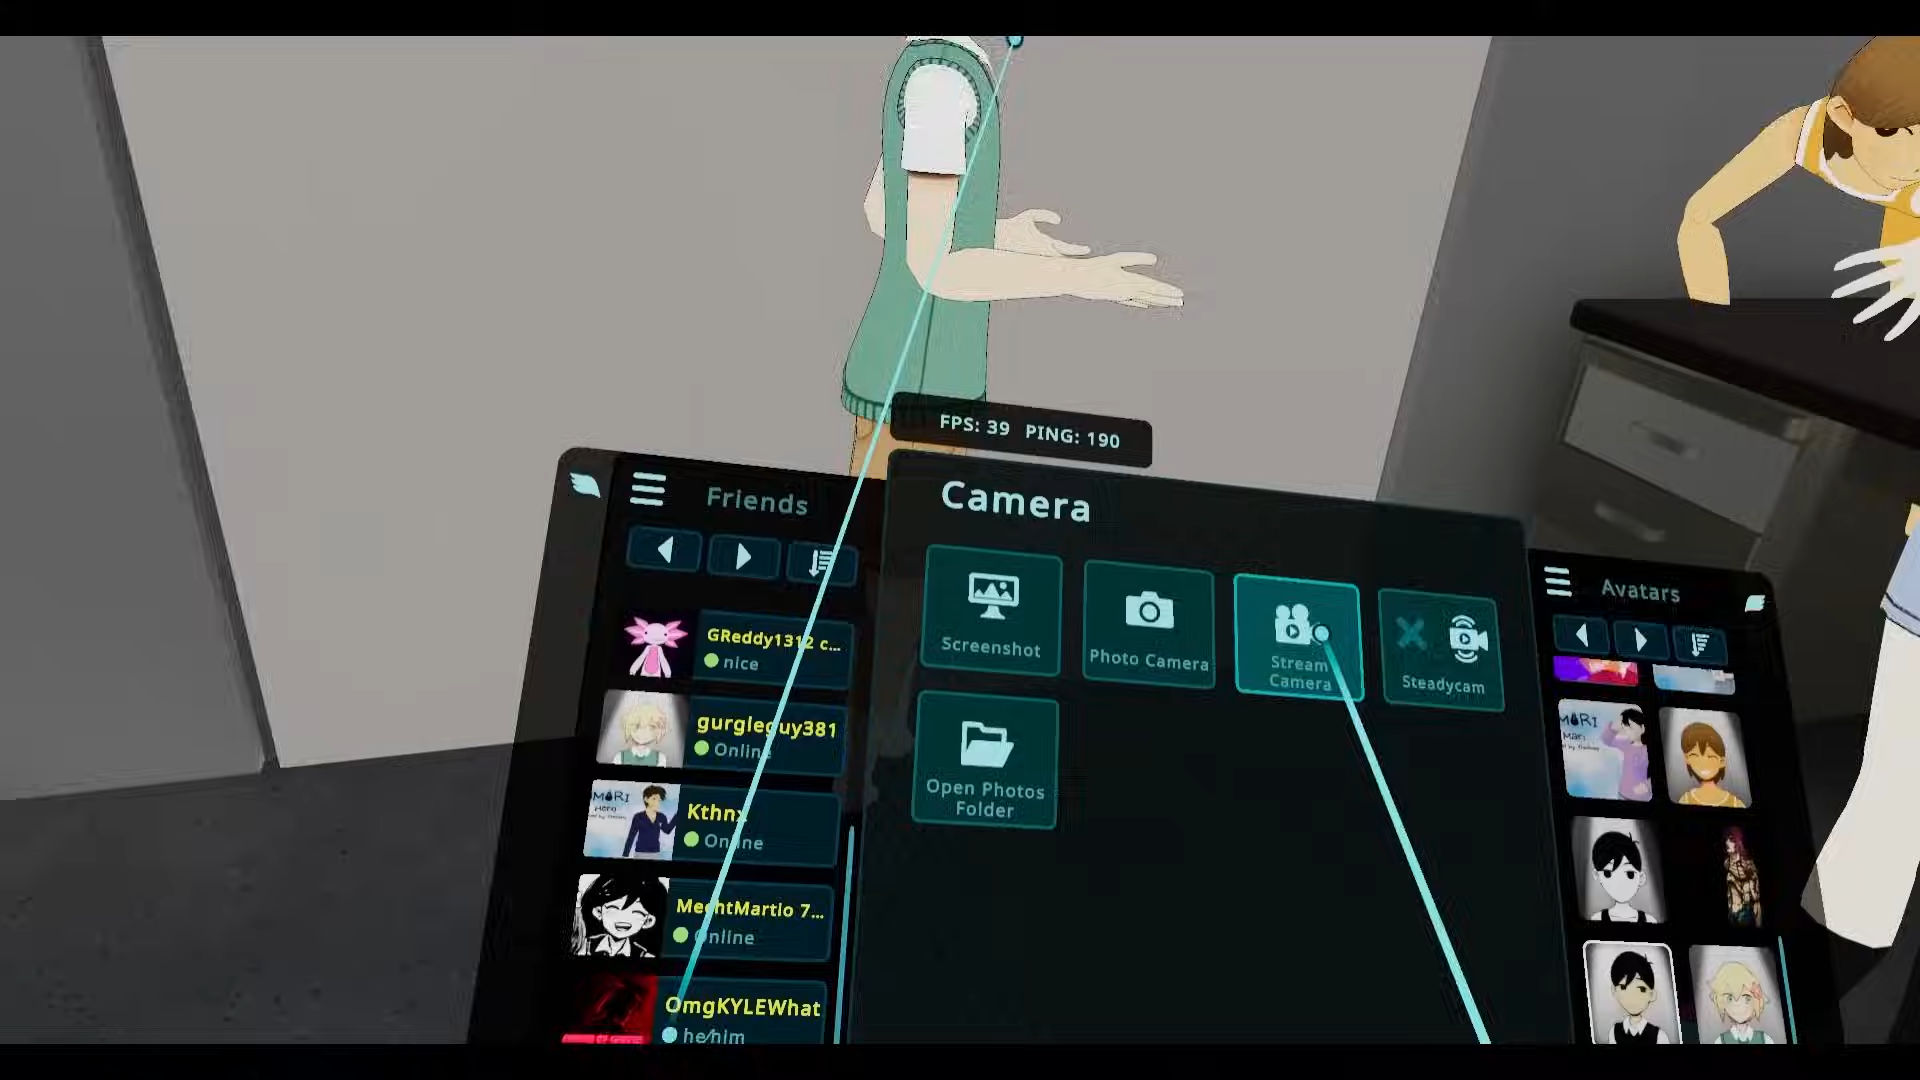 FPS: 39 PING: 190
Friends
GReddy1312 c...
nice
gurgleguy381
Online
Kthnx
Online
MechtMartio 7...
Online
OmgKYLEWhat
he/him
Camera
Screenshot
Photo Camera
Stream
Camera
Steadycam
Open Photos
Folder
Avatars
MARI
Mari